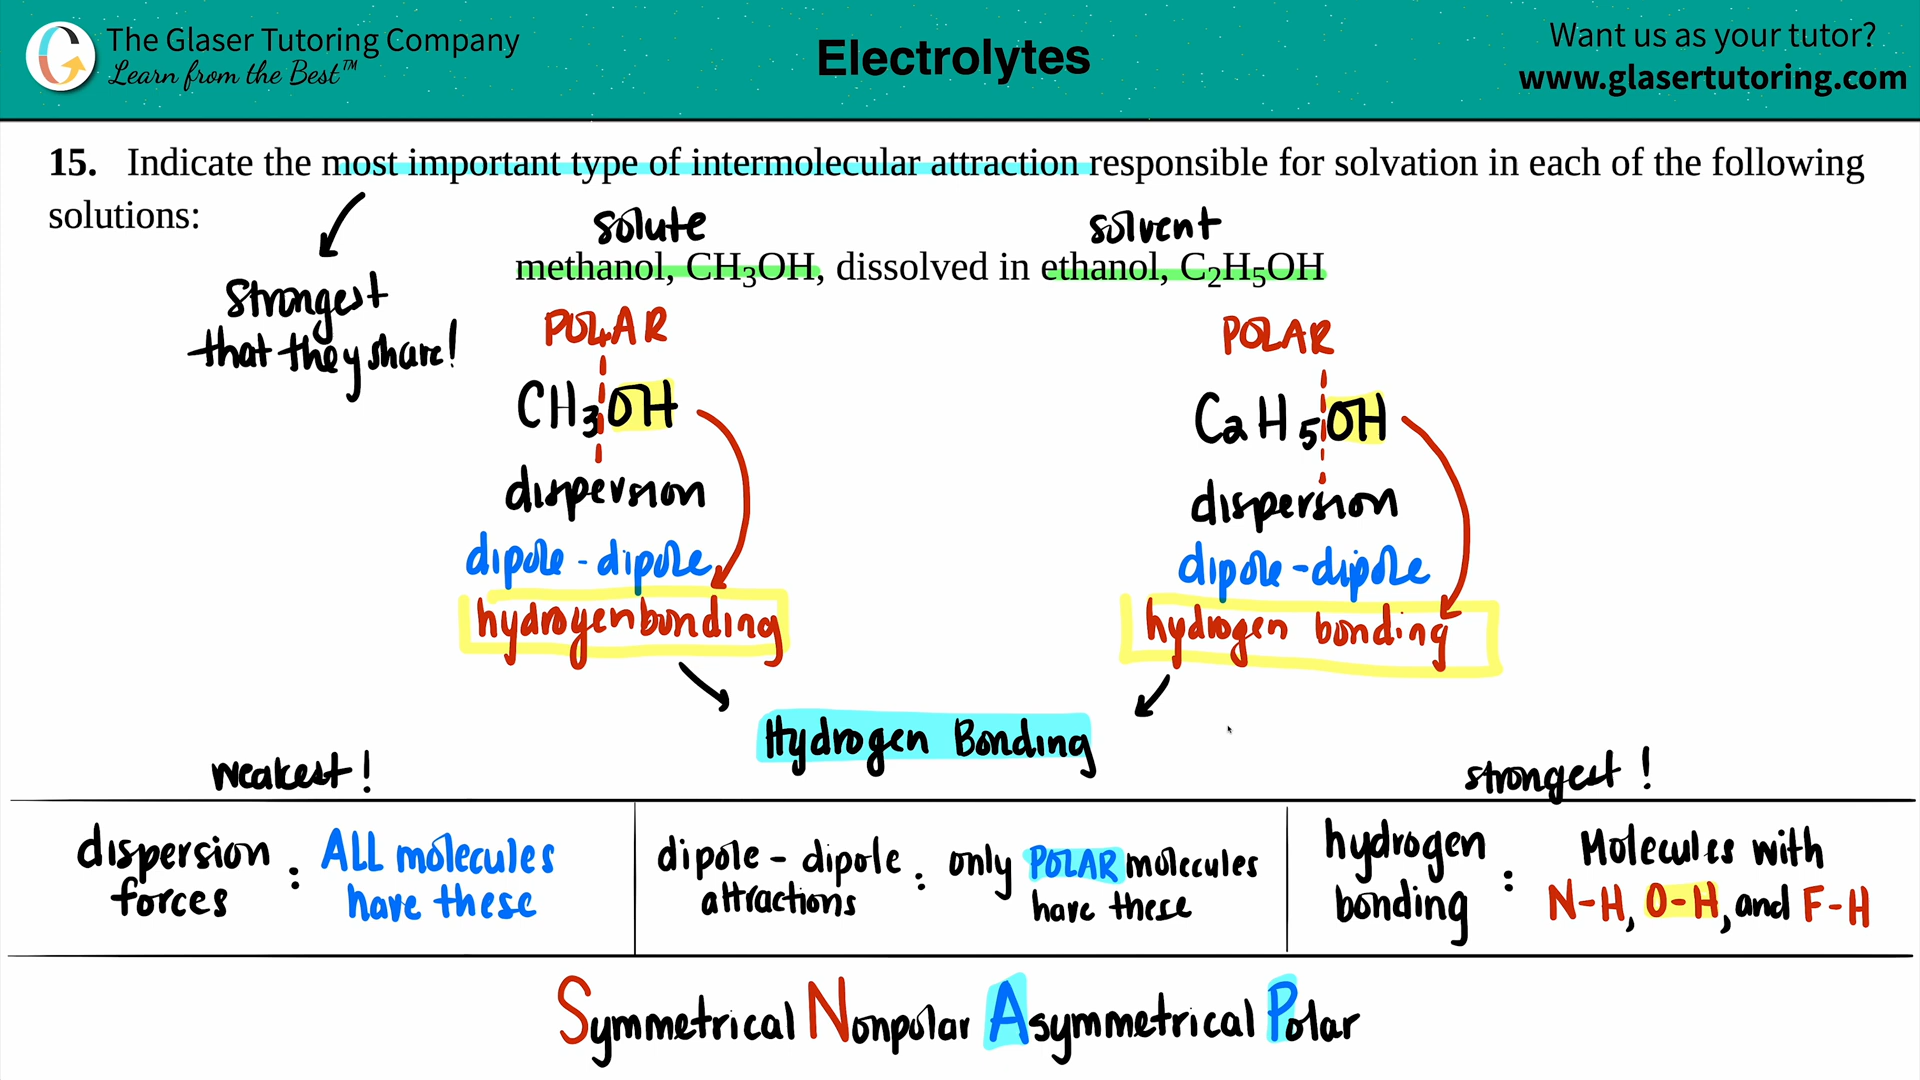 The Glaser Tutoring Company
Learn from the Best™
Electrolytes
Want us as your tutor?
www.glasertutoring.com
15. Indicate the most important type of intermolecular attraction responsible for solvation in each of the following
solutions:
solute
solvent
methanol, CH₃OH, dissolved in ethanol, C₂H₅OH
Strongest
that they share!
POLAR
POLAR
CH₃OH
C₂H₅OH
dispersion
dispersion
dipole-dipole
dipole-dipole
hydrogen bonding
hydrogen bonding
Hydrogen Bonding
weakest!
strongest!
dispersion
forces
: ALL molecules
have these
dipole-dipole
attractions
: only POLAR molecules
have these
hydrogen
bonding
: Molecules with
N-H, O-H, and F-H
Symmetrical Nonpolar Asymmetrical Polar